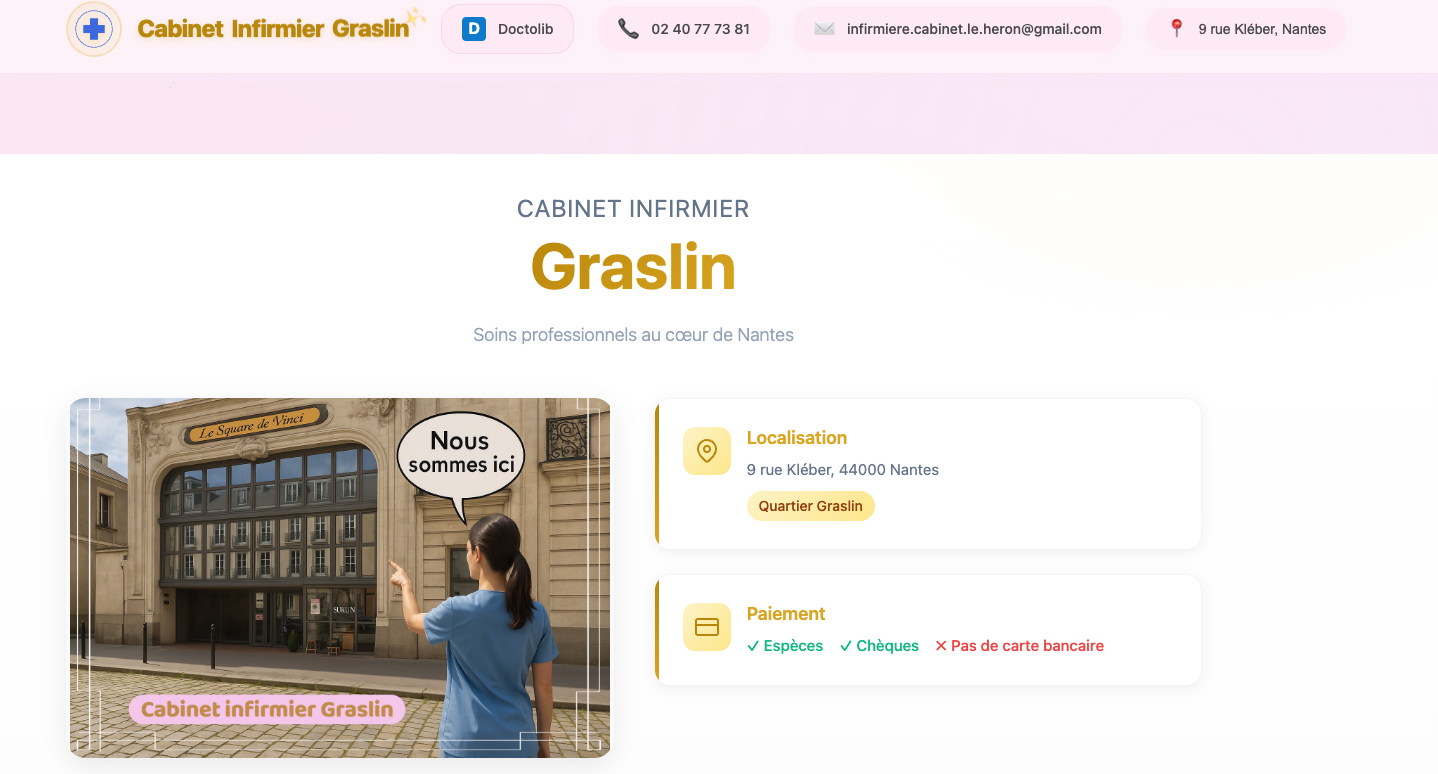 Cabinet Infirmier Graslin
D Doctolib
02 40 77 73 81
infirmiere.cabinet.le.heron@gmail.com
9 rue Kléber, Nantes
CABINET INFIRMIER
Graslin
Soins professionnels au cœur de Nantes
Le Square de Vinci
Nous
sommes ici
Cabinet infirmier Graslin
Localisation
9 rue Kléber, 44000 Nantes
Quartier Graslin
Paiement
✓ Espèces ✓ Chèques ✕ Pas de carte bancaire